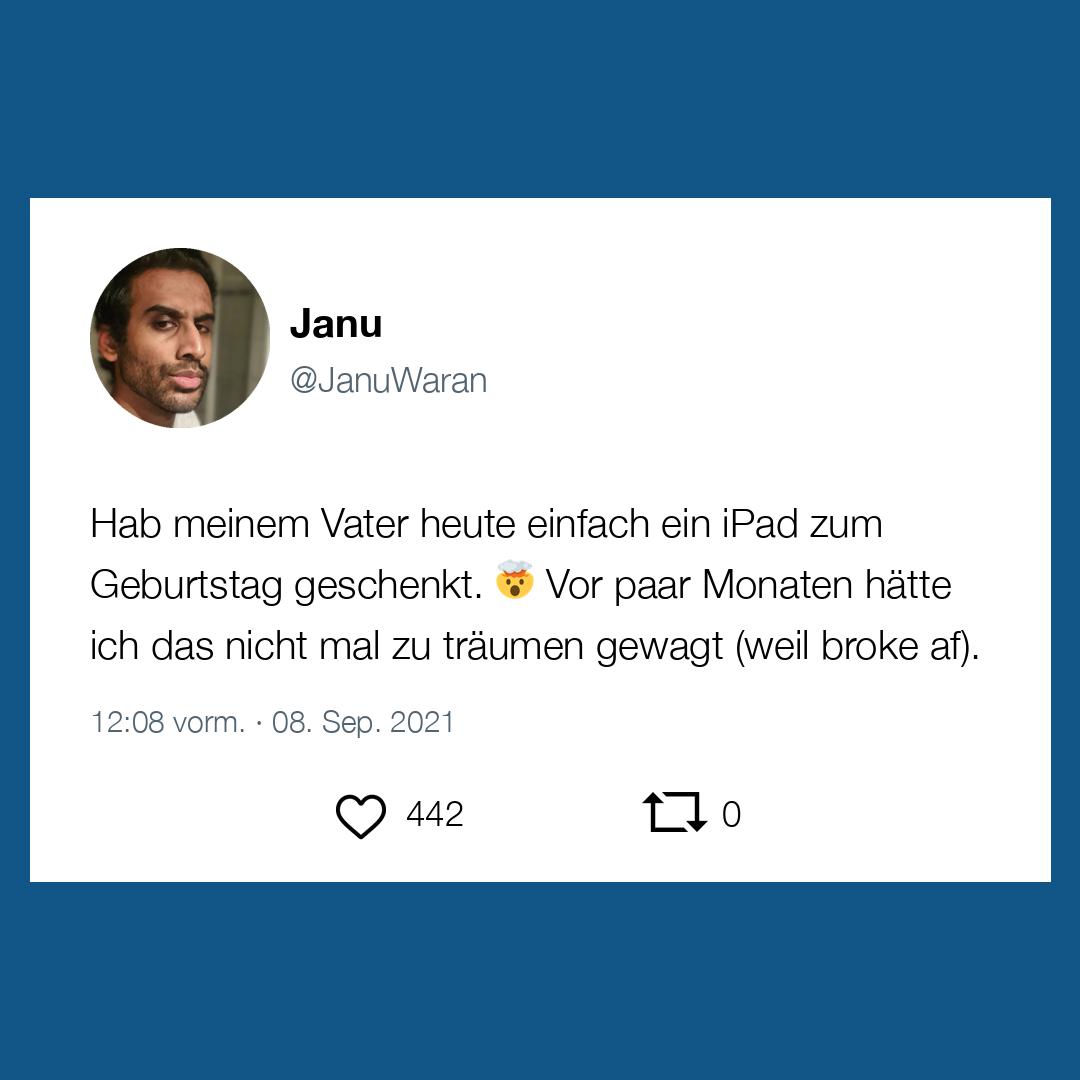 Janu
@JanuWaran
Hab meinem Vater heute einfach ein iPad zum
Geburtstag geschenkt. 🤯 Vor paar Monaten hätte
ich das nicht mal zu träumen gewagt (weil broke af).
12:08 vorm. · 08. Sep. 2021
442 0